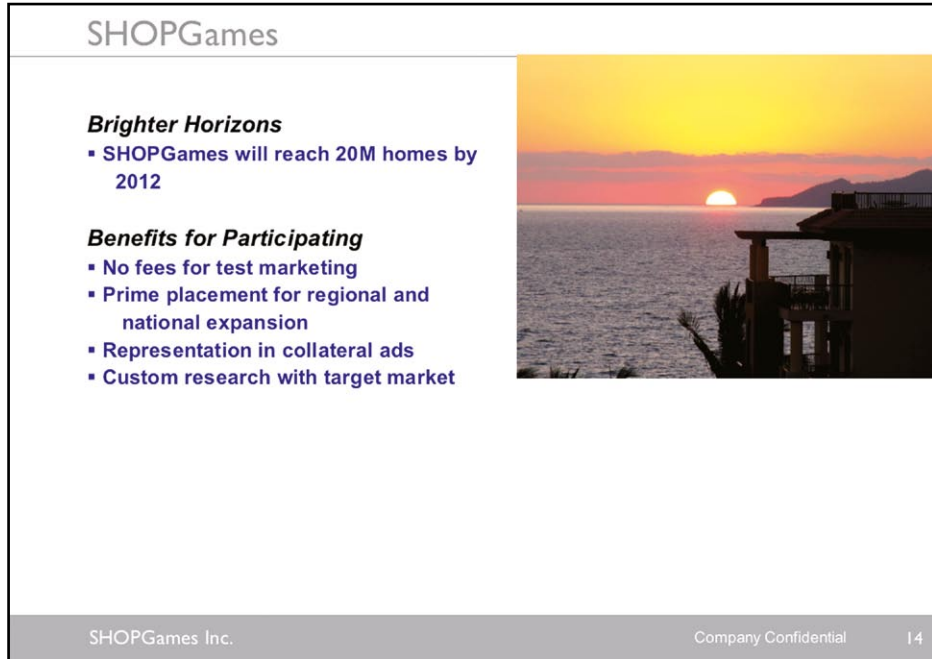 SHOPGames
Brighter Horizons
▪ SHOPGames will reach 20M homes by
2012
Benefits for Participating
▪ No fees for test marketing
▪ Prime placement for regional and
national expansion
▪ Representation in collateral ads
▪ Custom research with target market
SHOPGames Inc.
Company Confidential 14